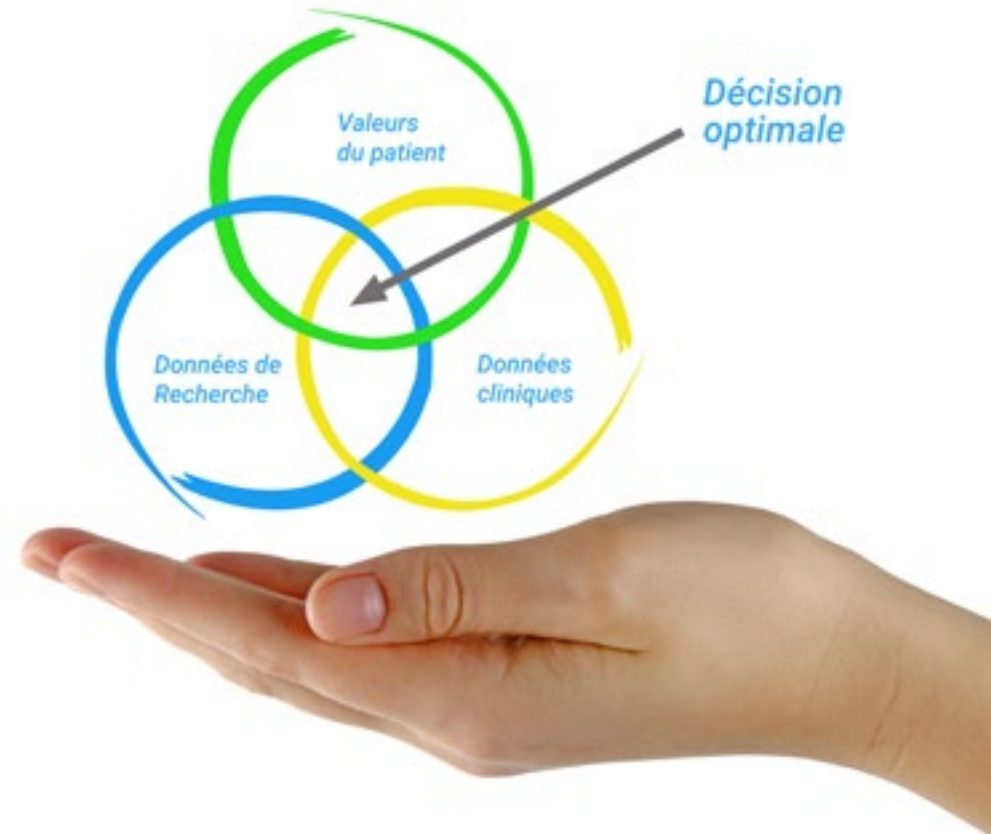 Valeurs
du patient
Décision
optimale
Données de
Recherche
Données
cliniques